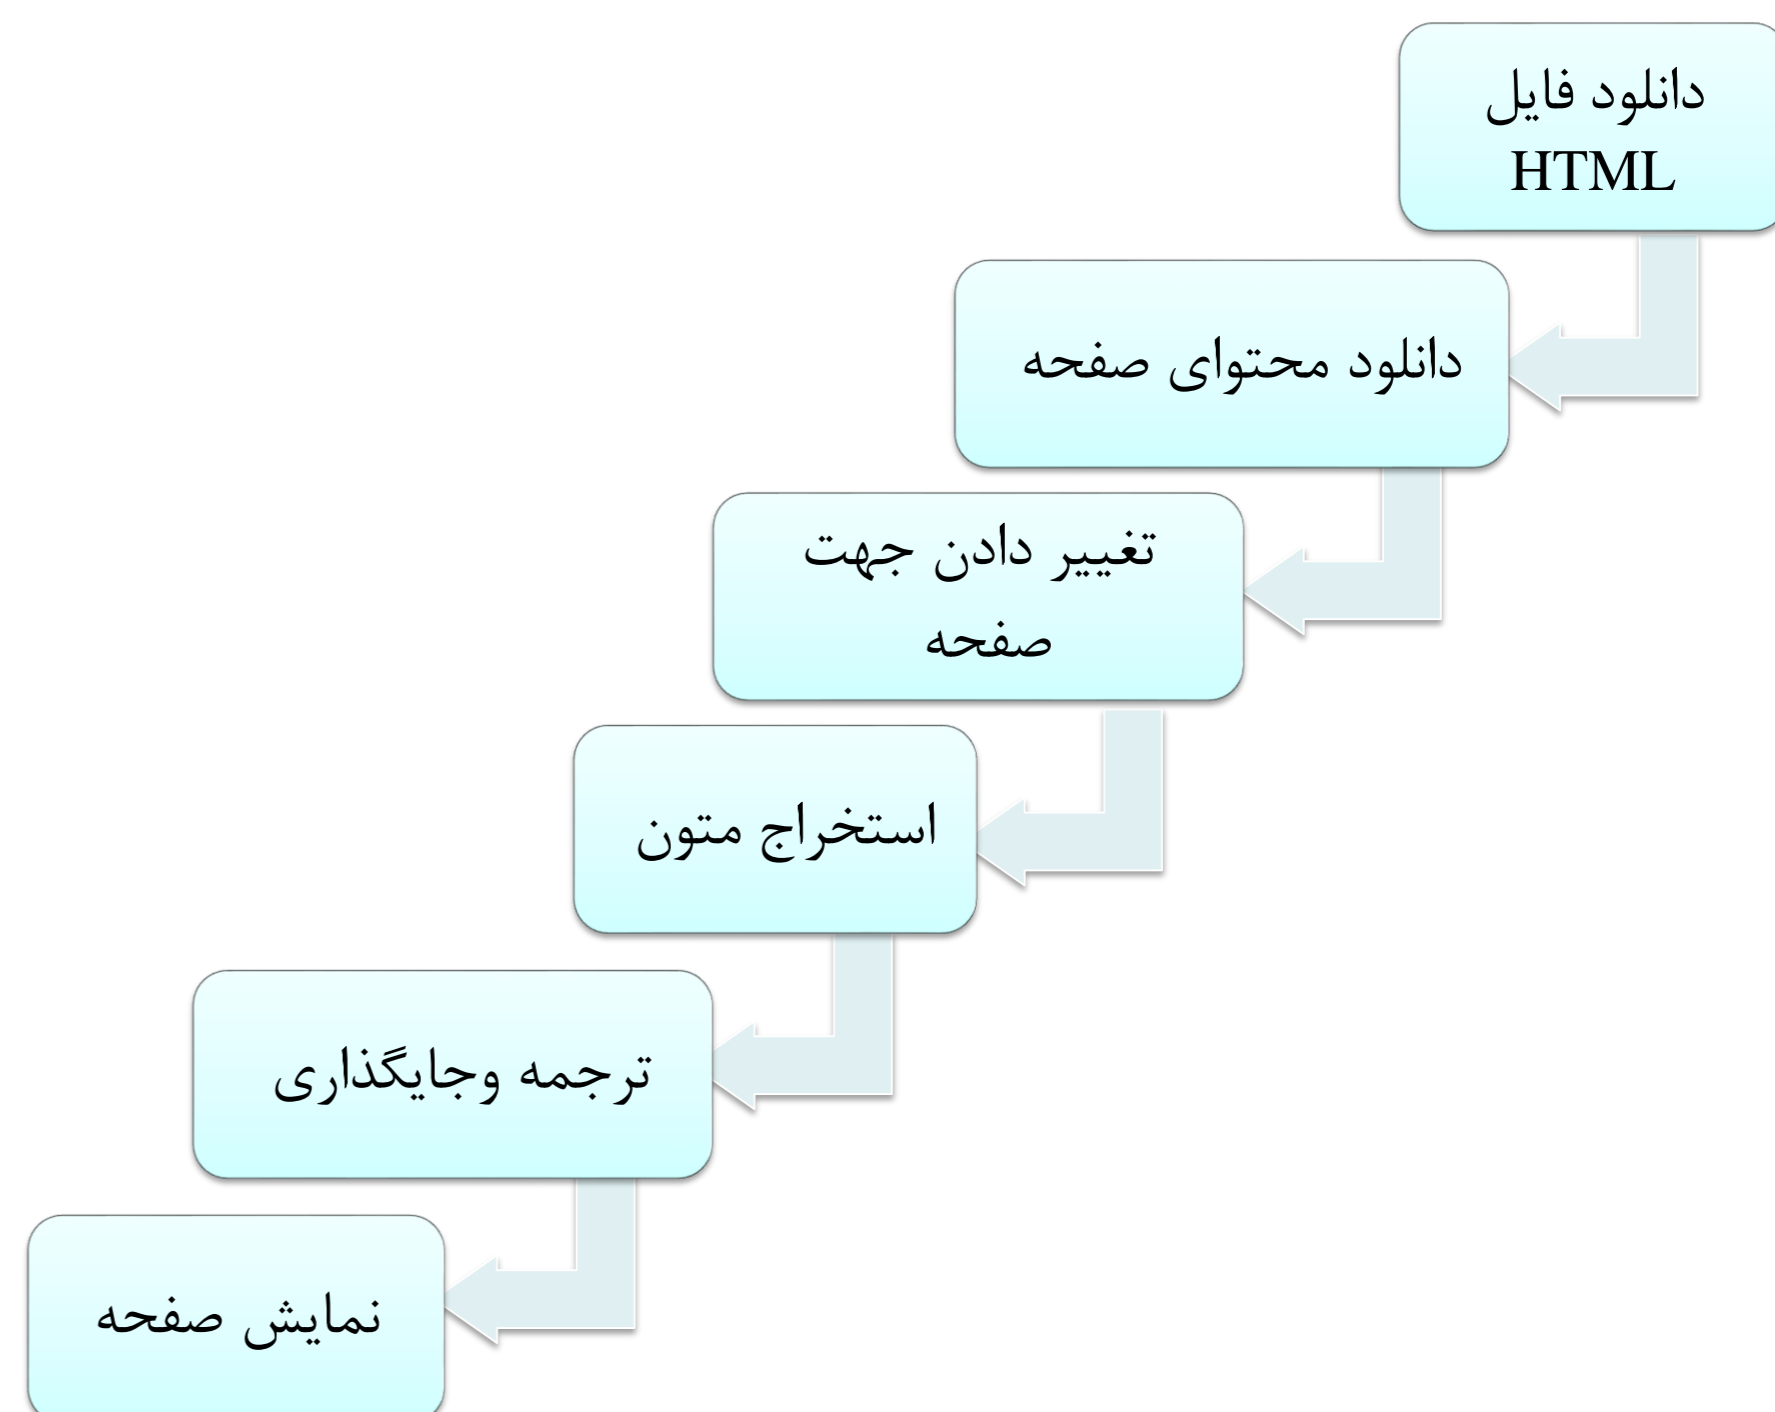 دانلود فایل
HTML
دانلود محتوای صفحه
تغییر دادن جهت
صفحه
استخراج متون
ترجمه وجایگذاری
نمایش صفحه